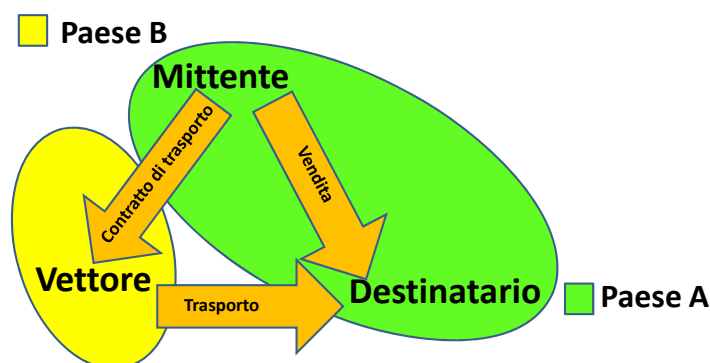 Paese B
Mittente
Contratto di trasporto
Vendita
Vettore
Trasporto
Destinatario
Paese A